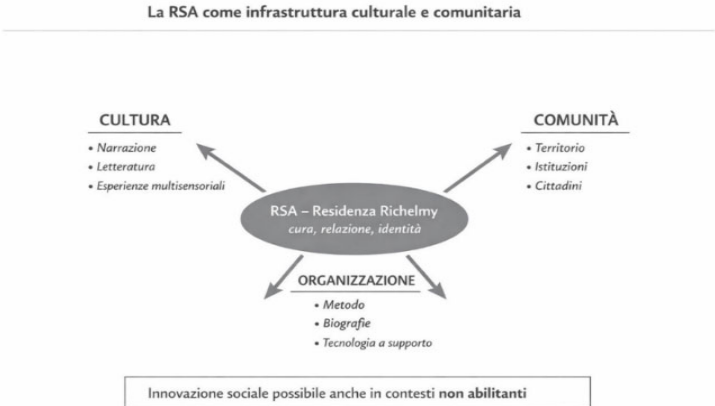 La RSA come infrastruttura culturale e comunitaria
CULTURA
• Narrazione
• Letteratura
• Esperienze multisensoriali
COMUNITÀ
• Territorio
• Istituzioni
• Cittadini
RSA – Residenza Richelmy
cura, relazione, identità
ORGANIZZAZIONE
• Metodo
• Biografie
• Tecnologia a supporto
Innovazione sociale possibile anche in contesti non abilitanti